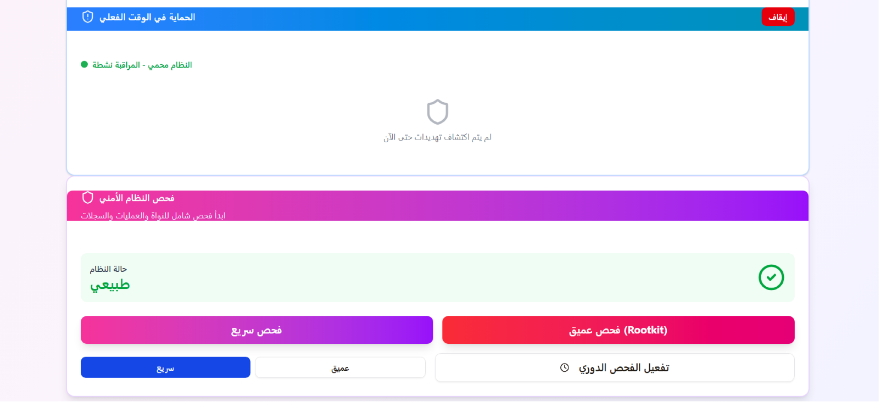 الحماية في الوقت الفعلي
إيقاف
النظام محمي - المراقبة نشطة
لم يتم اكتشاف تهديدات حتى الآن
فحص النظام الأمني
ابدأ فحص شامل للنواة والعمليات والسجلات
حالة النظام
طبيعي
فحص سريع
فحص عميق (Rootkit)
سريع
عميق
تفعيل الفحص الدوري